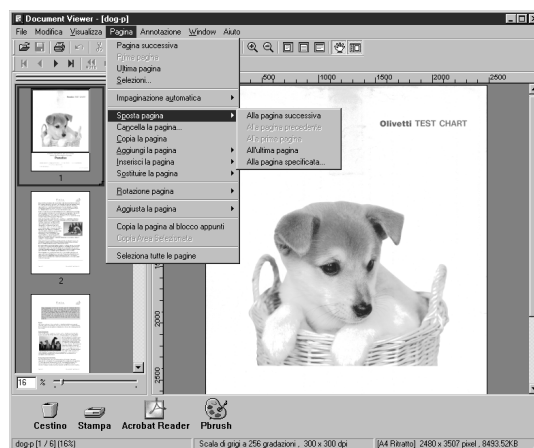 Document Viewer - [dog-p]
File Modifica Visualizza Pagina Annotazione Window Aiuto
Pagina successiva
Prima pagina
Ultima pagina
Selezioni...
Impaginazione automatica
Sposta pagina
Cancella la pagina...
Copia la pagina
Aggiungi la pagina
Inserisci la pagina
Sostituire la pagina
Rotazione pagina
Aggiusta la pagina
Copia la pagina al blocco appunti
Copia Area Selezionata
Seleziona tutte le pagine
Alla pagina successiva
Alla pagina precedente
Alla prima pagina
All'ultima pagina
Alla pagina specificata...
500 1000 1500 2000 2500
Olivetti TEST CHART
1
2
2000
2500
16 %
Cestino Stampa Acrobat Reader Pbrush
dog-p [1 / 6] (16%) Scala di grigi a 256 gradazioni , 300 x 300 dpi [A4 Ritratto] 2480 x 3507 pixel , 8493.52KB